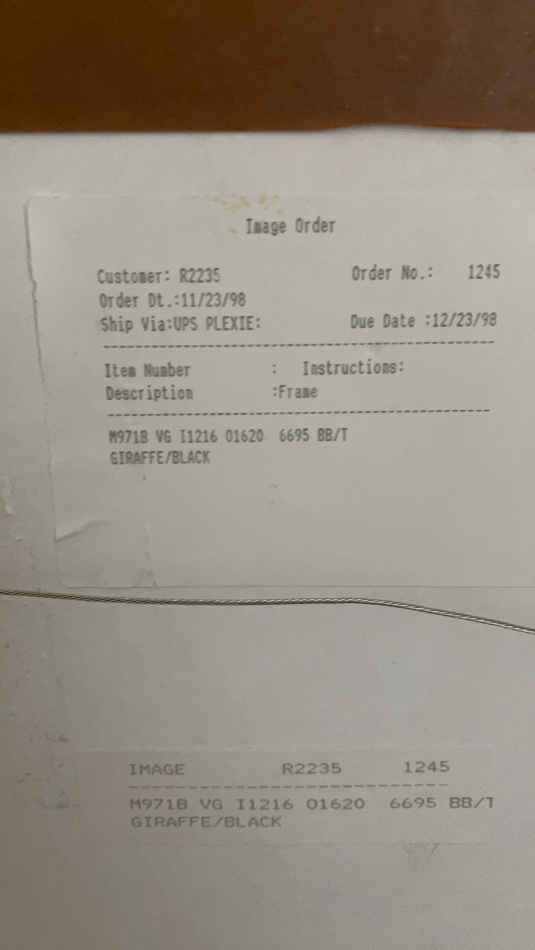 Image Order
Customer: R2235 Order No.: 1245
Order Dt.:11/23/98
Ship Via:UPS PLEXIE: Due Date :12/23/98
Item Number : Instructions:
Description :Frame
M971B VG I1216 O1620 6695 BB/T
GIRAFFE/BLACK
IMAGE R2235 1245
M971B VG I1216 O1620 6695 BB/T
GIRAFFE/BLACK